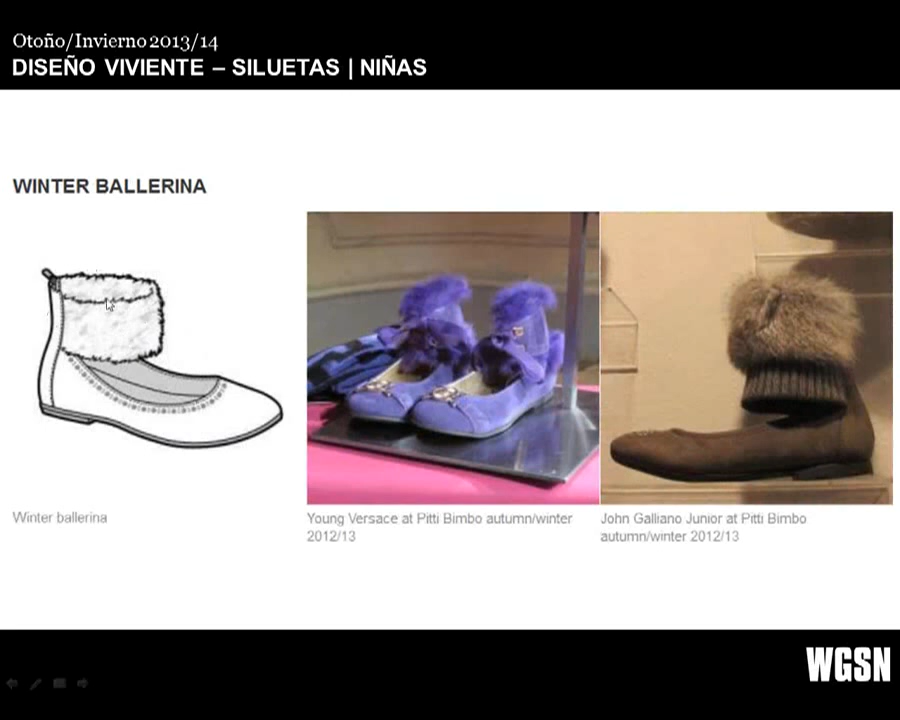 Otoño/Invierno 2013/14
DISEÑO VIVIENTE – SILUETAS | NIÑAS
WINTER BALLERINA
Winter ballerina
Young Versace at Pitti Bimbo autumn/winter
2012/13
John Galliano Junior at Pitti Bimbo
autumn/winter 2012/13
WGSN